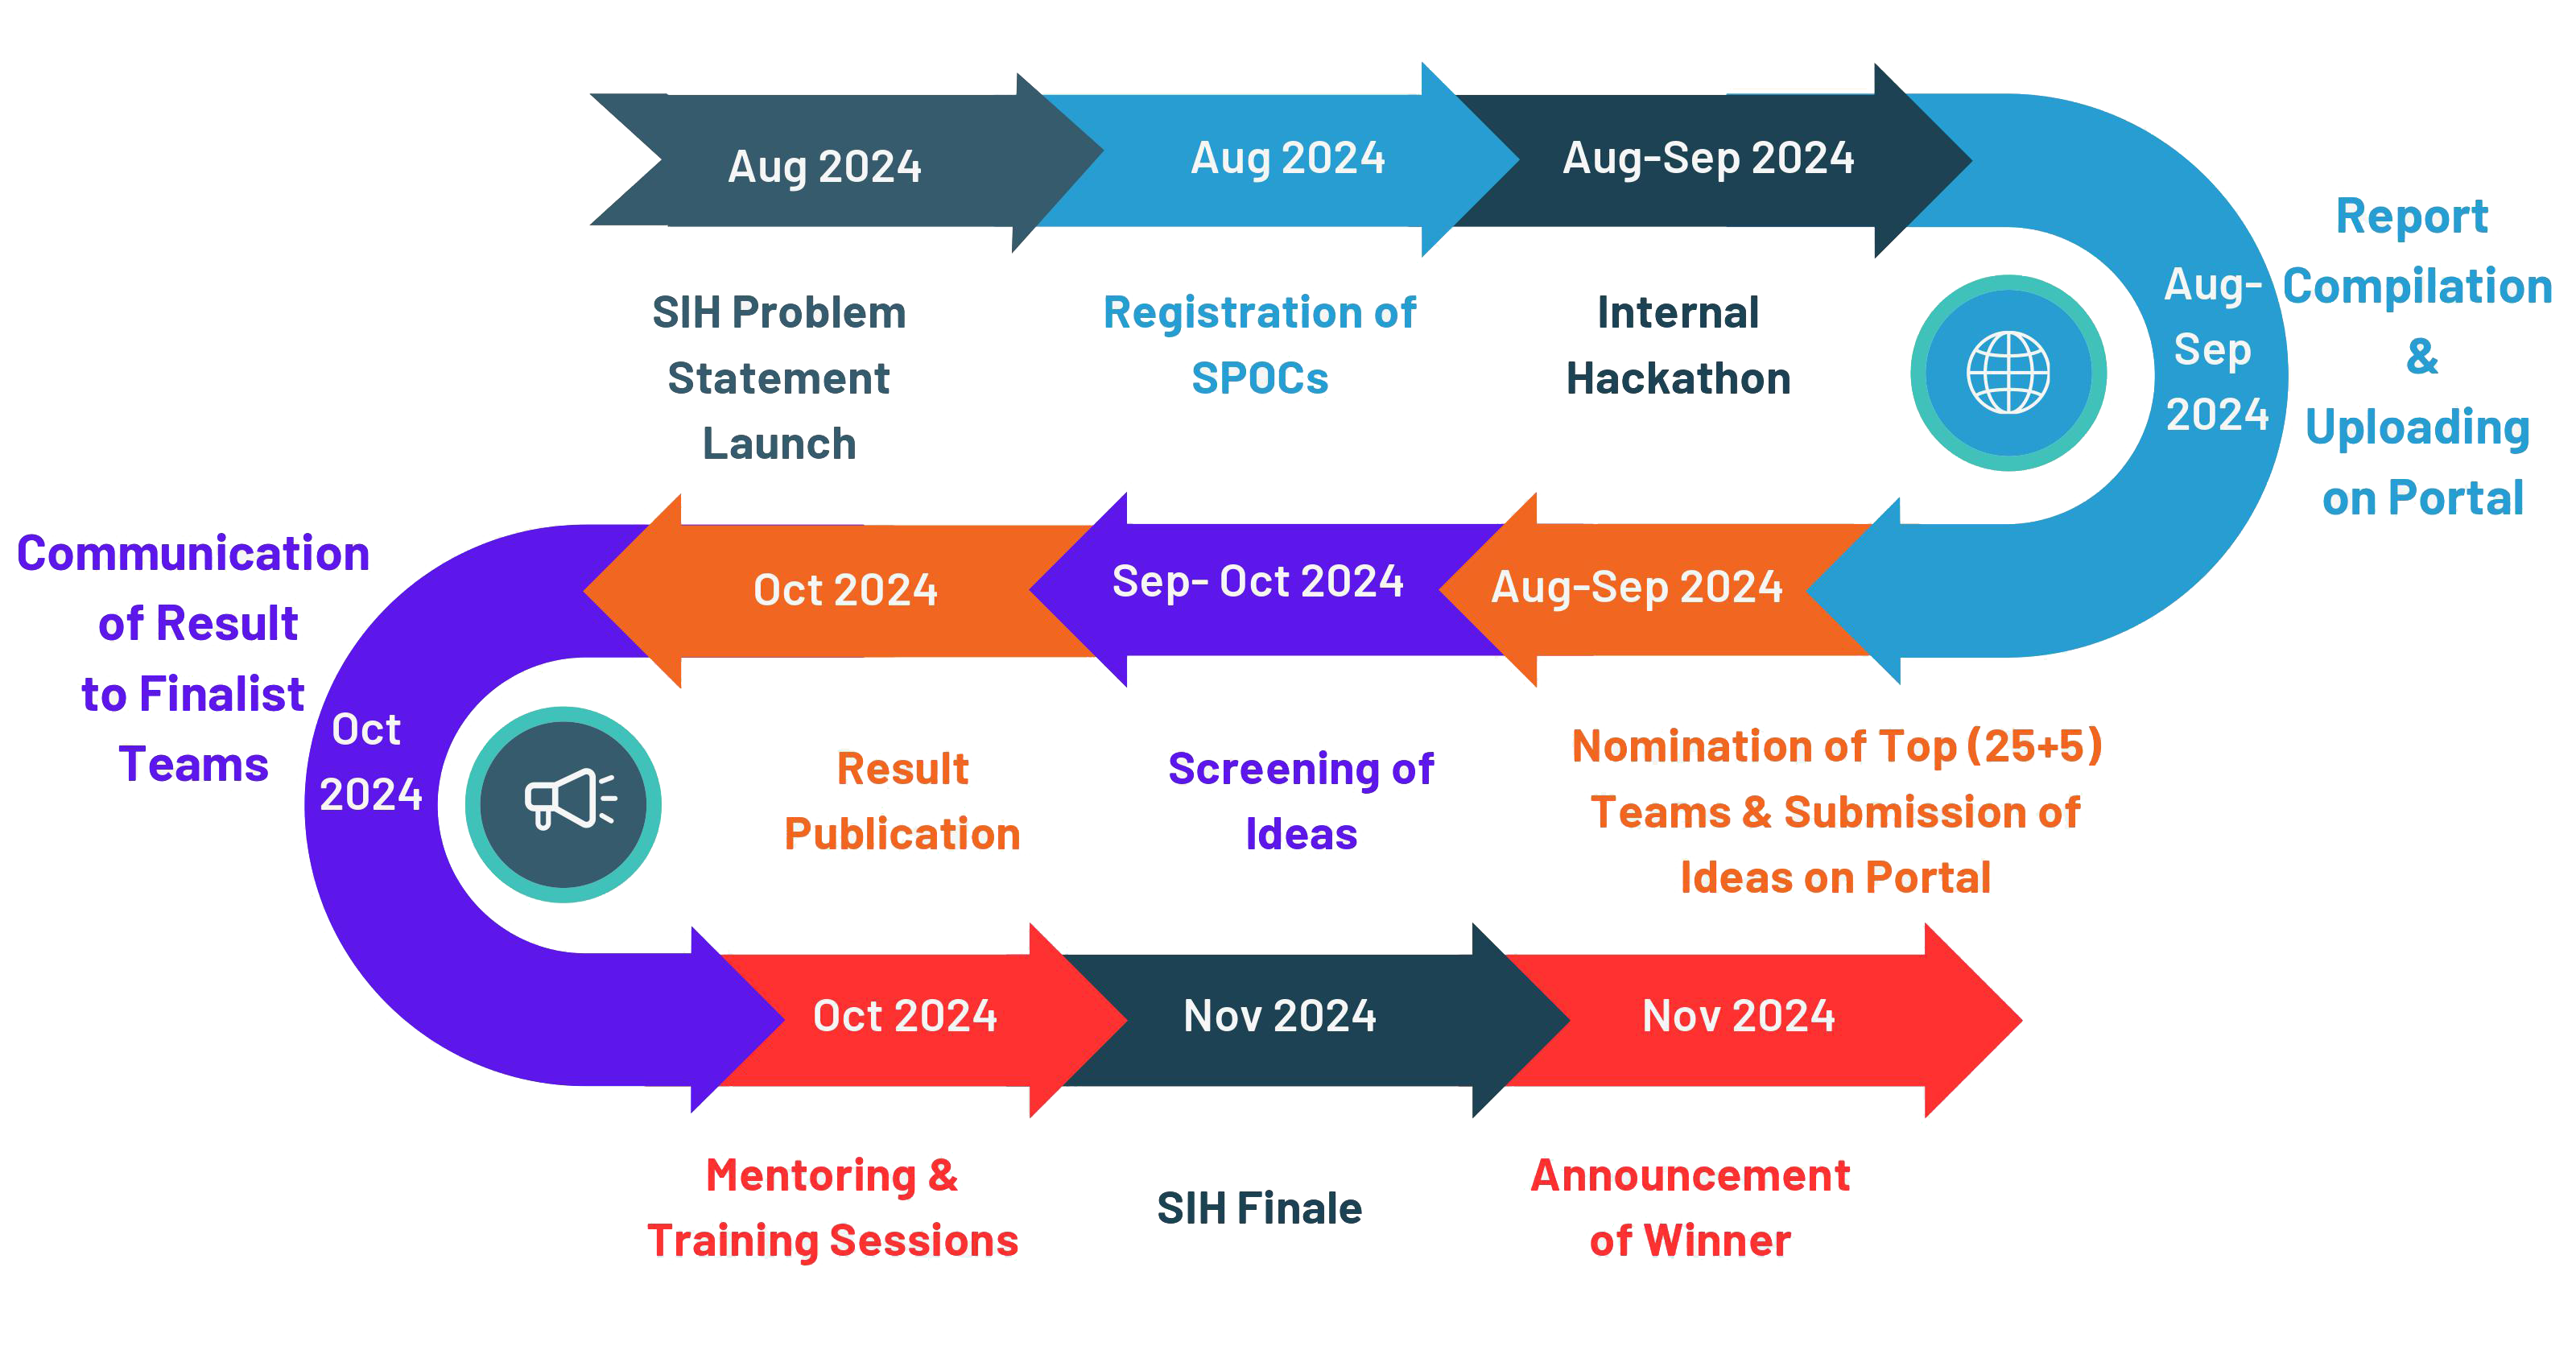 Aug 2024
Aug 2024
Aug-Sep 2024
SIH Problem
Statement
Launch
Registration of
SPOCs
Internal
Hackathon
Aug-
Sep
2024
Report
Compilation
&
Uploading
on Portal
Aug-Sep 2024
Sep- Oct 2024
Oct 2024
Nomination of Top (25+5)
Teams & Submission of
Ideas on Portal
Screening of
Ideas
Result
Publication
Communication
of Result
to Finalist
Teams
Oct
2024
Oct 2024
Nov 2024
Nov 2024
Mentoring &
Training Sessions
SIH Finale
Announcement
of Winner